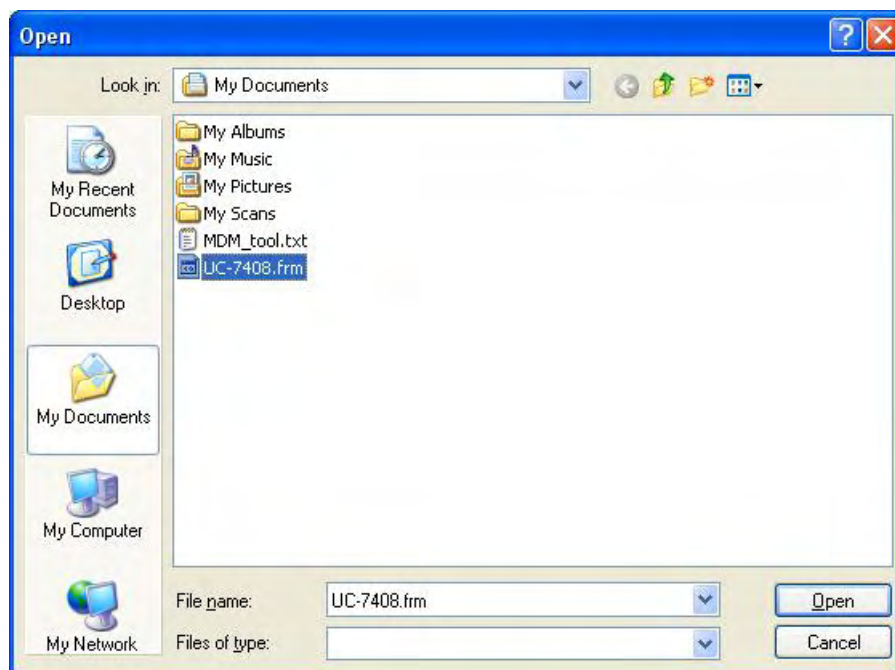 Open
Look in:
My Documents
My Recent
Documents
Desktop
My Documents
My Computer
My Network
My Albums
My Music
My Pictures
My Scans
MDM_tool.txt
UC-7408.frm
File name:
UC-7408.frm
Open
Files of type:
Cancel